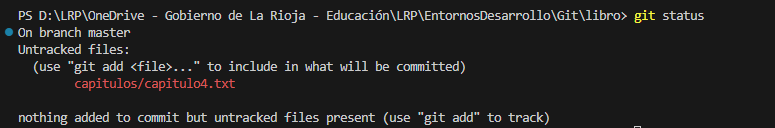 PS D:\LRP\OneDrive - Gobierno de La Rioja - Educación\LRP\EntornosDesarrollo\Git\libro> git status
On branch master
Untracked files:
  (use "git add <file>..." to include in what will be committed)
        capitulos/capitulo4.txt

nothing added to commit but untracked files present (use "git add" to track)